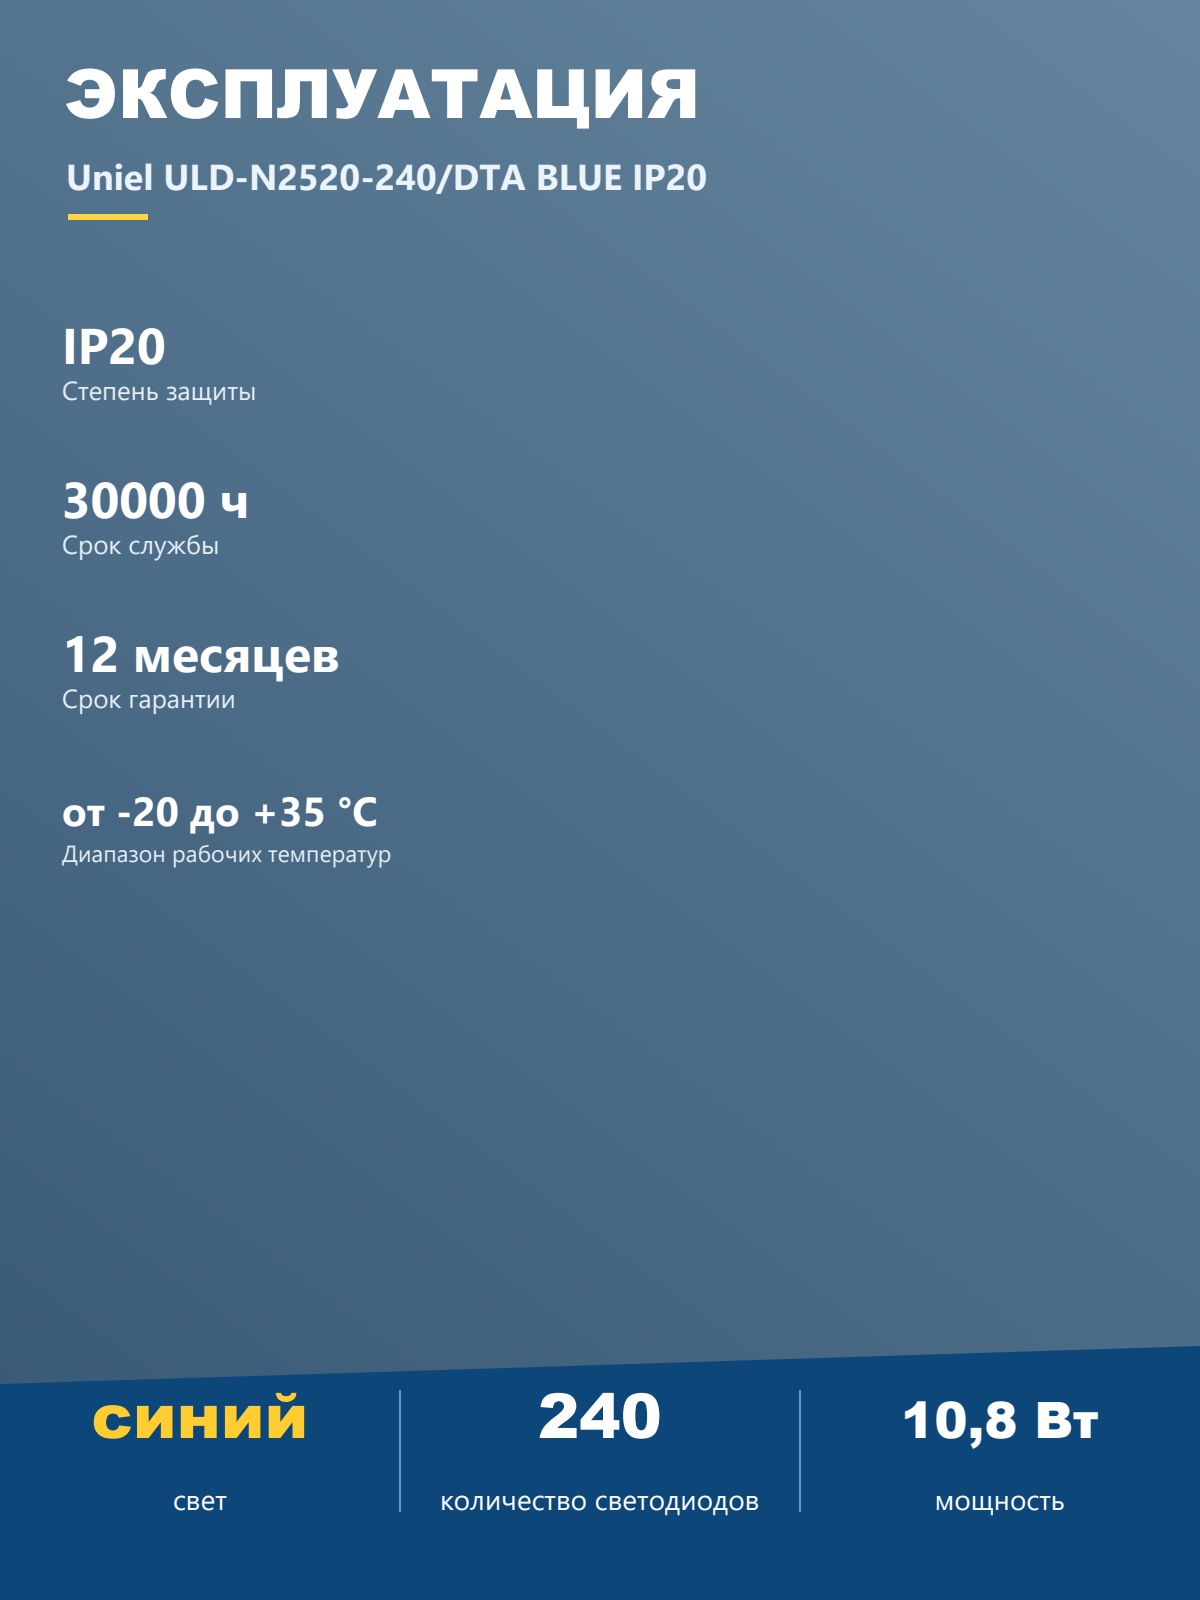 ЭКСПЛУАТАЦИЯ
Uniel ULD-N2520-240/DTA BLUE IP20
IP20
Степень защиты
30000 ч
Срок службы
12 месяцев
Срок гарантии
от -20 до +35 °C
Диапазон рабочих температур
синий
свет
240
количество светодиодов
10,8 Вт
мощность